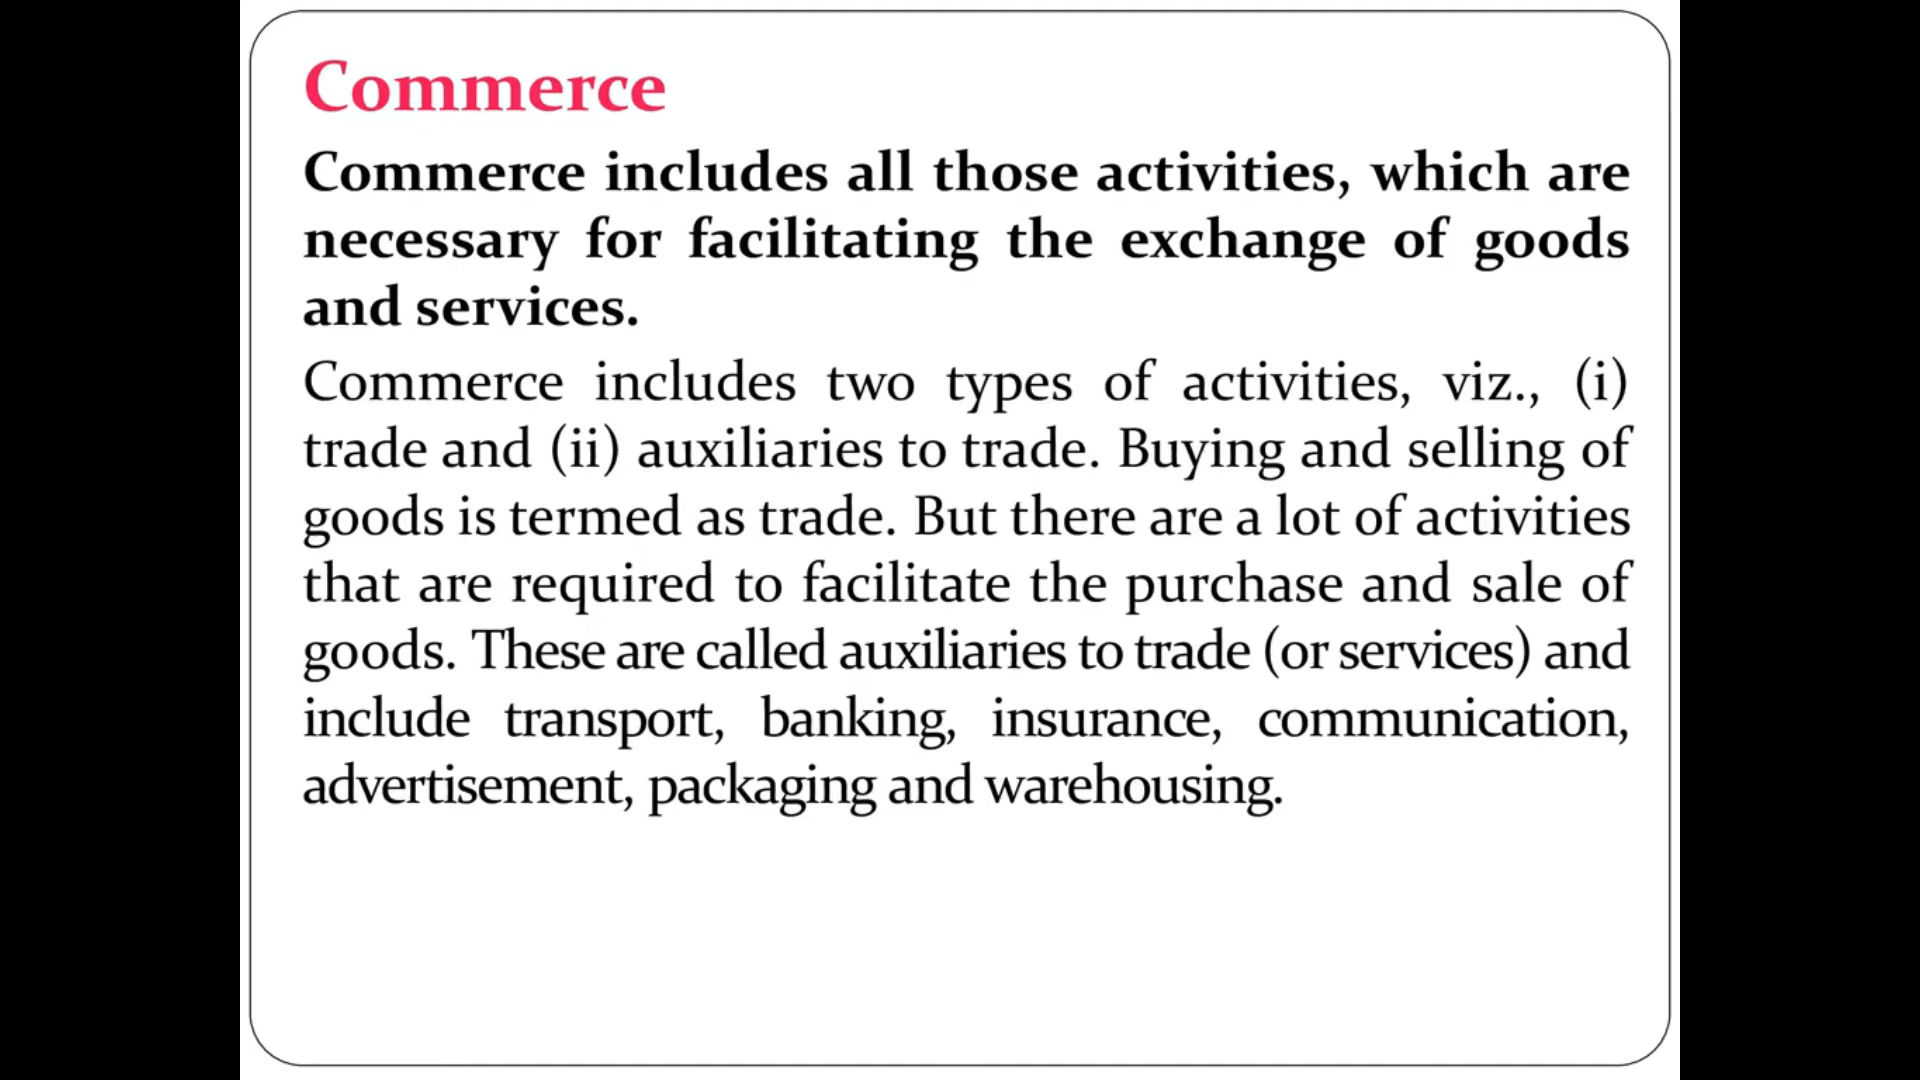 Commerce
Commerce includes all those activities, which are
necessary for facilitating the exchange of goods
and services.
Commerce includes two types of activities, viz., (i)
trade and (ii) auxiliaries to trade. Buying and selling of
goods is termed as trade. But there are a lot of activities
that are required to facilitate the purchase and sale of
goods. These are called auxiliaries to trade (or services) and
include transport, banking, insurance, communication,
advertisement, packaging and warehousing.